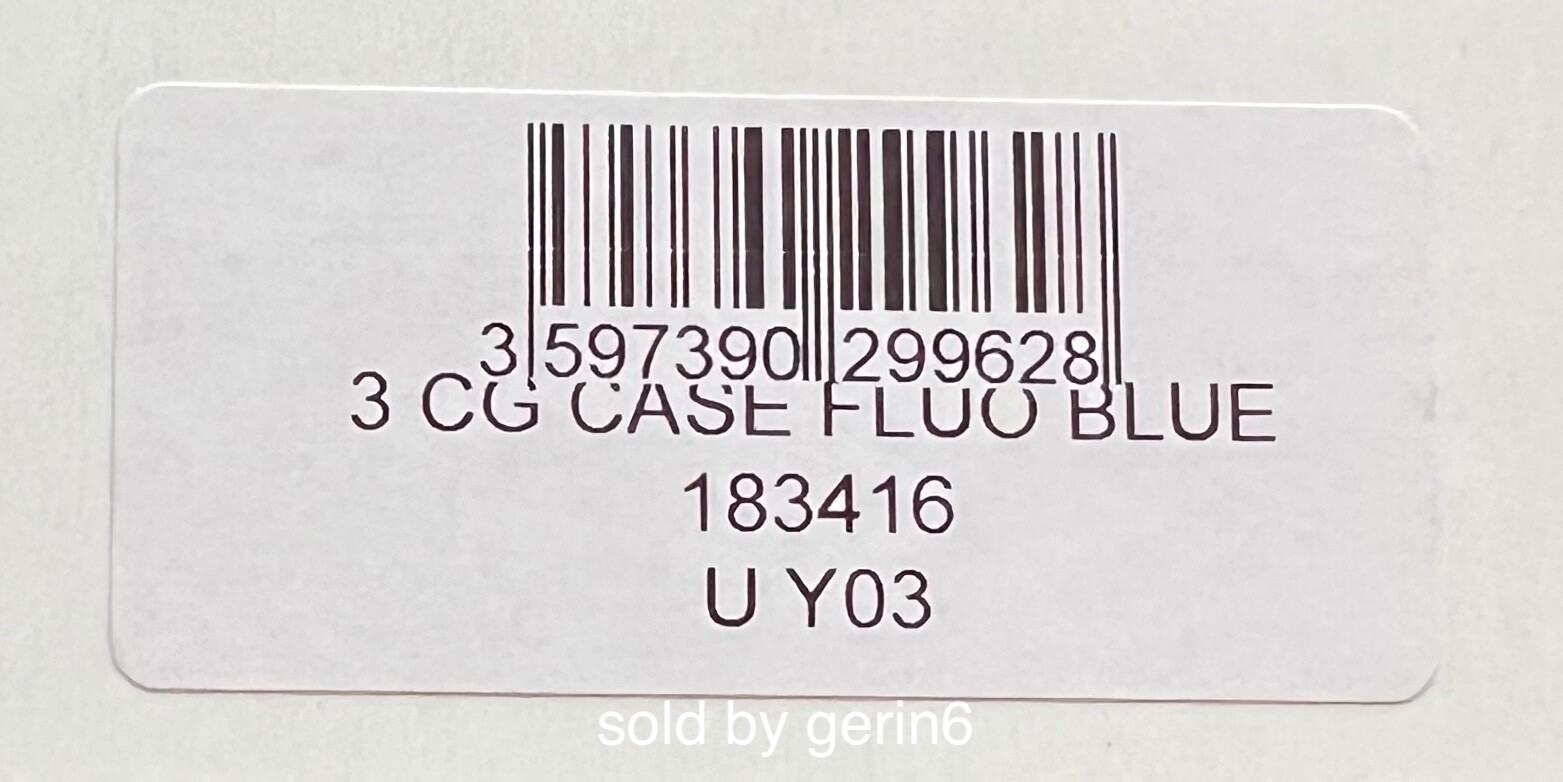 3 597390 299628
3 CG CASE FLUO BLUE
183416
U Y03
sold by gerin6